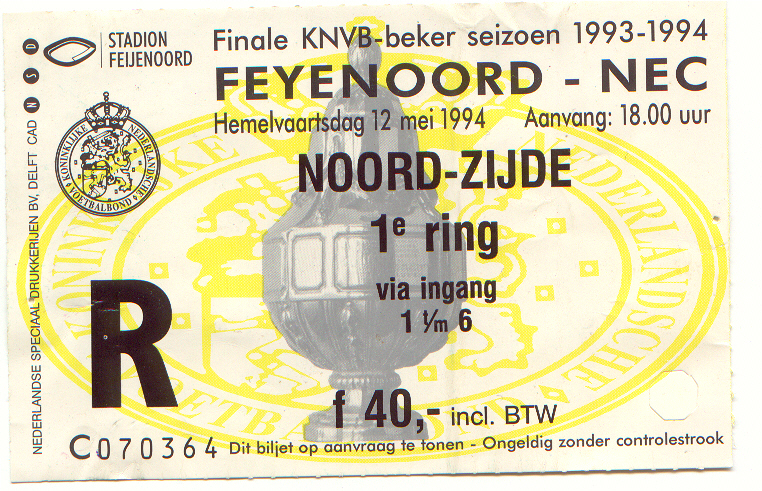 STADION
FEIJENOORD
Finale KNVB-beker seizoen 1993-1994
FEYENOORD - NEC
Hemelvaartsdag 12 mei 1994 Aanvang: 18.00 uur
KONINKLIJKE NEDERLANDSCHE VOETBALBOND
NOORD-ZIJDE
1e ring
via ingang
1 t/m 6
R
f 40,- incl. BTW
C070364 Dit biljet op aanvraag te tonen - Ongeldig zonder controlestrook
NEDERLANDSE SPECIAAL DRUKKERIJEN BV, DELFT CAD N S D
KONINKLIJKE NEDERLANDSCHE